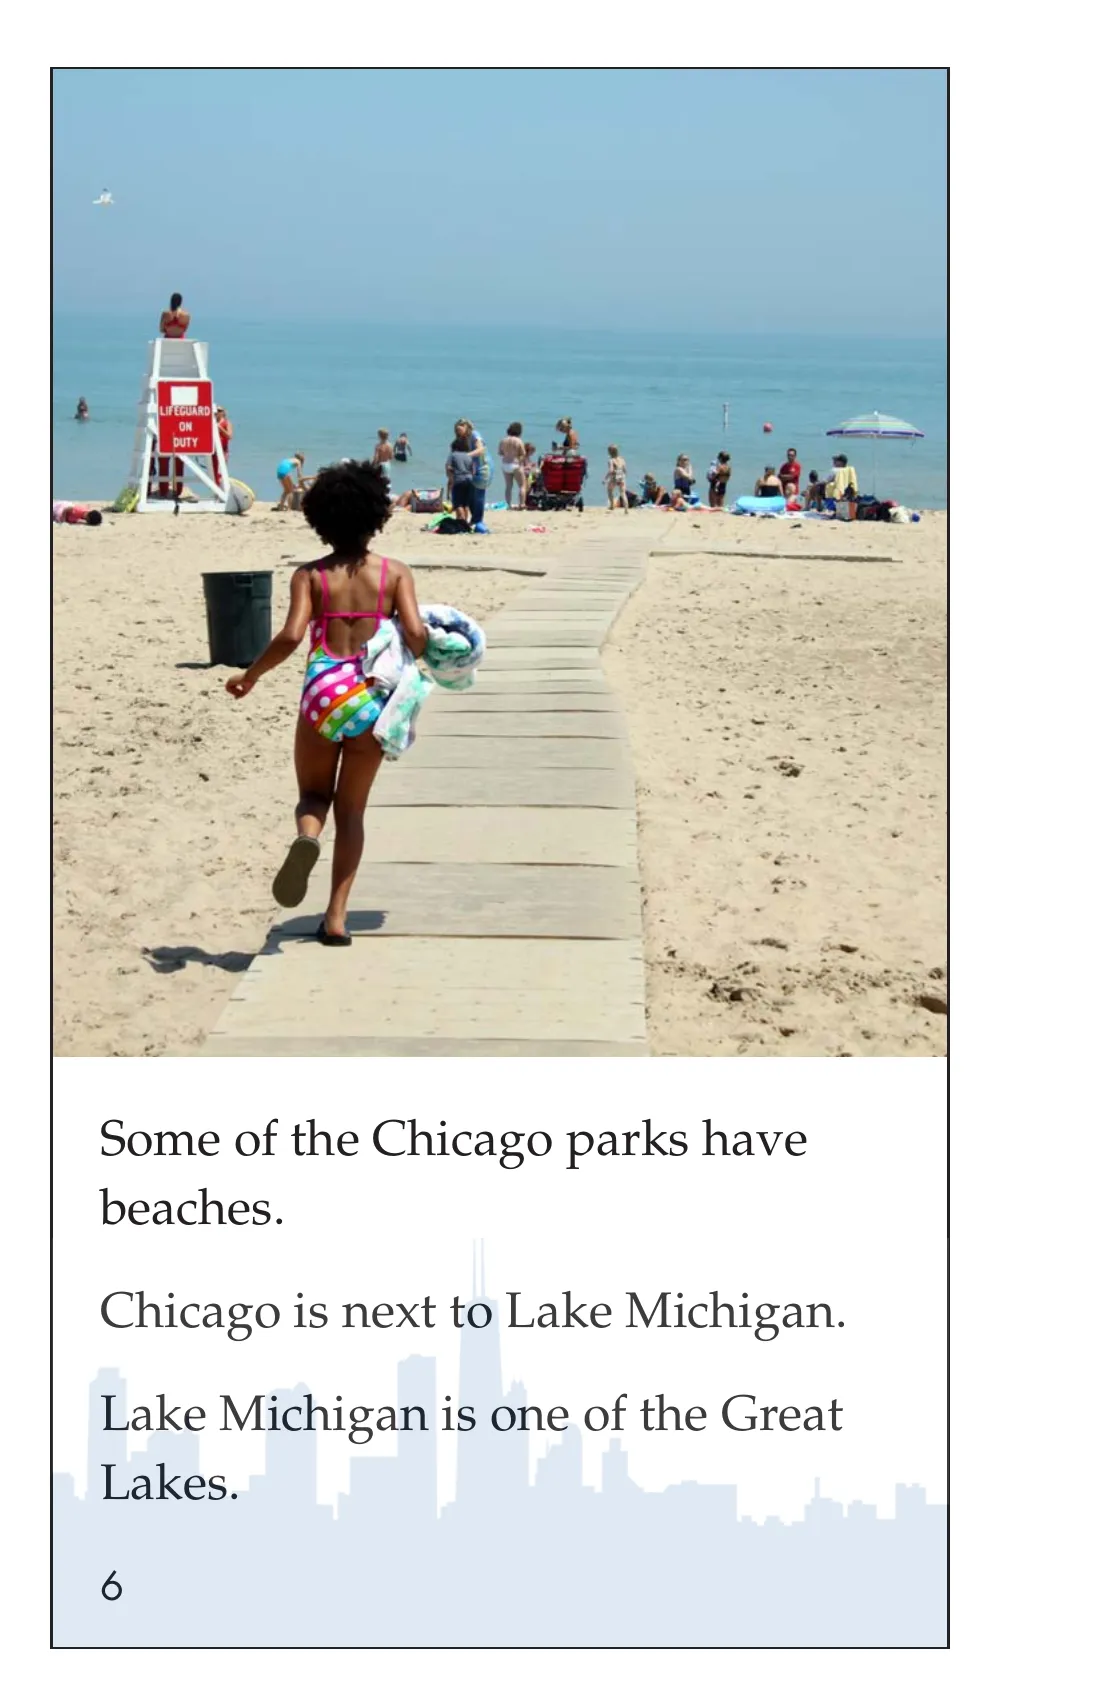 LIFEGUARD
ON
DUTY
Some of the Chicago parks have
beaches.
Chicago is next to Lake Michigan.
Lake Michigan is one of the Great
Lakes.
6